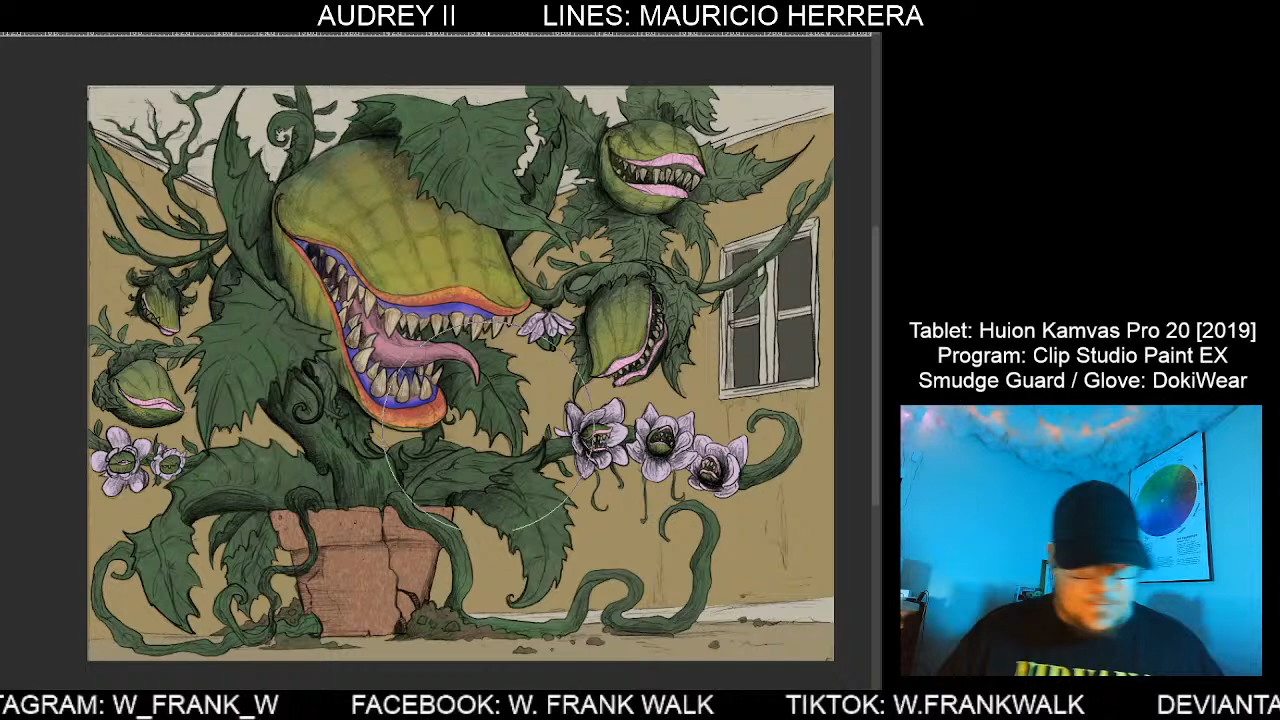 AUDREY II LINES: MAURICIO HERRERA
Tablet: Huion Kamvas Pro 20 [2019]
Program: Clip Studio Paint EX
Smudge Guard / Glove: DokiWear
TAGRAM: W_FRANK_W FACEBOOK: W. FRANK WALK TIKTOK: W.FRANKWALK DEVIANTA